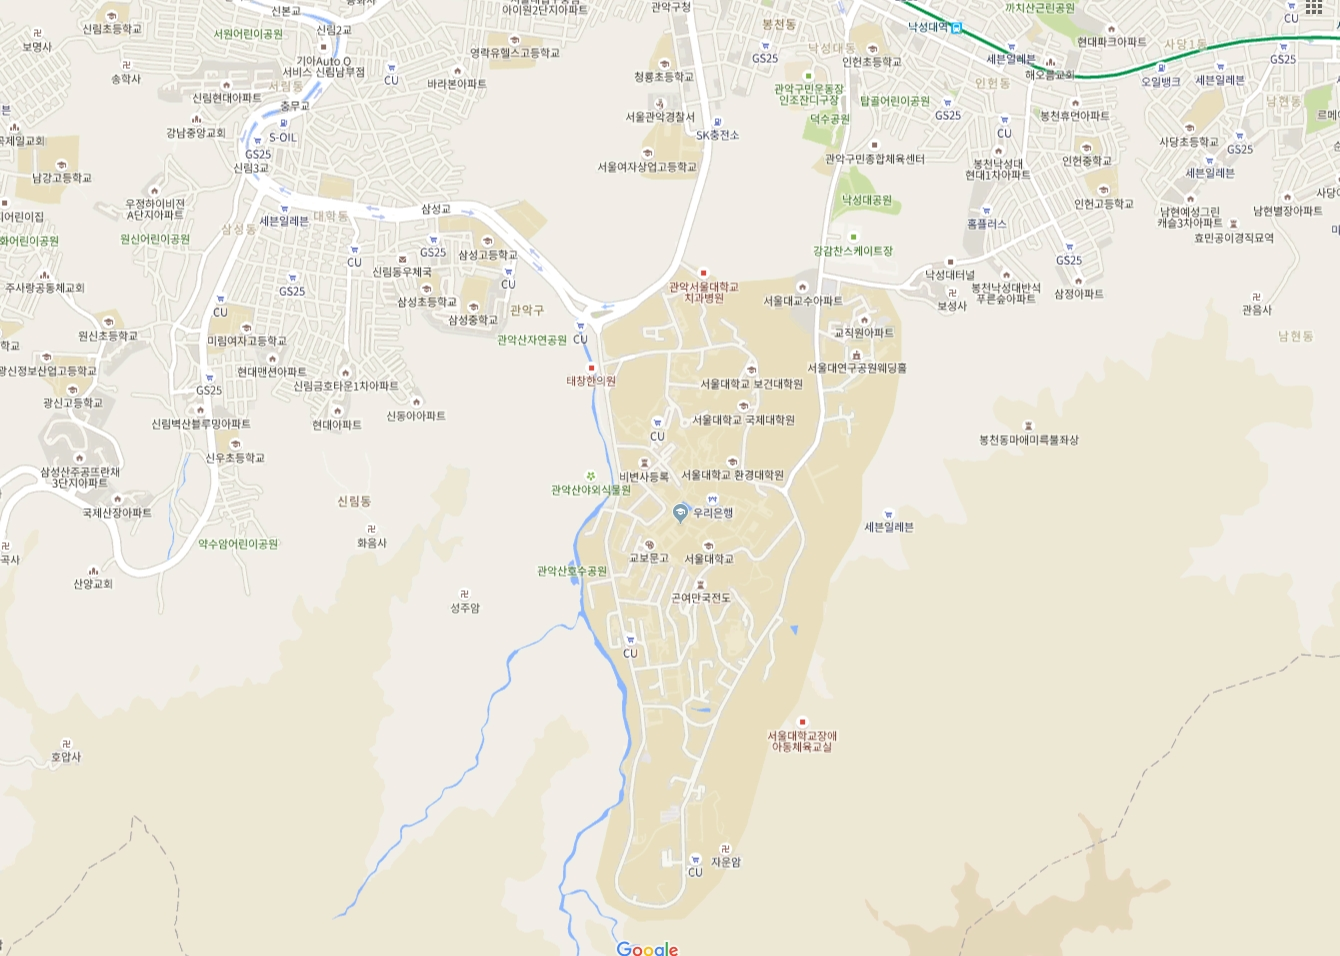 신림초등학교
보명사
송학사
서원어린이공원
선본교
신림2교
기아Auto Q
서비스 신림남부점
서림동
충무교
신림현대아파트
강남중앙교회
S-OIL
GS25
신림3교
CU
영락유헬스고등학교
바라본아파트
아이원2단지아파트
관악구청
청룡초등학교
서울관악경찰서
SK충전소
서울여자상업고등학교
봉천동
GS25
낙성대동
인헌초등학교
관악구민운동장
인조잔디구장
탑골어린이공원
덕수공원
관악구민종합체육센터
낙성대역
까치산근린공원
현대파크아파트
세븐일레븐
해오름교회
인헌동
GS25
CU
봉천휴먼아파트
사당1동
오일뱅크
세븐일레븐
CU
GS25
남현동
사당초등학교
GS25
세븐일레븐
인헌중학교
봉천낙성대
현대1차아파트
인헌고등학교
홈플러스
GS25
남현예성그린
캐슬3차아파트
남현별장아파트
효민공이경직묘역
남강고등학교
우정하이비젼
A단지아파트
원신어린이공원
삼성동
세븐일레븐
대학동
삼성교
CU
GS25
삼성고등학교
신림동우체국
CU
GS25
삼성초등학교
삼성중학교
관악구
주사랑공동체교회
CU
원신초등학교
미림여자고등학교
현대맨션아파트
신림금호타운1차아파트
광신정보산업고등학교
GS25
광신고등학교
신림벽산블루밍아파트
현대아파트
신동아아파트
신우초등학교
삼성산주공뜨란채
3단지아파트
국제산장아파트
신림동
약수암어린이공원
화음사
산양교회
성주암
호압사
관악산자연공원
CU
태창한의원
관악서울대학교
치과병원
낙성대공원
강감찬스케이트장
서울대교수아파트
낙성대터널
보성사
봉천낙성대반석
푸른숲아파트
삼정아파트
관음사
남현동
교직원아파트
서울대연구공원웨딩홀
서울대학교 보건대학원
서울대학교 국제대학원
CU
비변사등록
서울대학교 환경대학원
관악산야외식물원
우리은행
봉천동마애미륵불좌상
세븐일레븐
교보문고
서울대학교
관악산호수공원
곤여만국전도
CU
서울대학교장애
아동체육교실
자운암
CU
Google